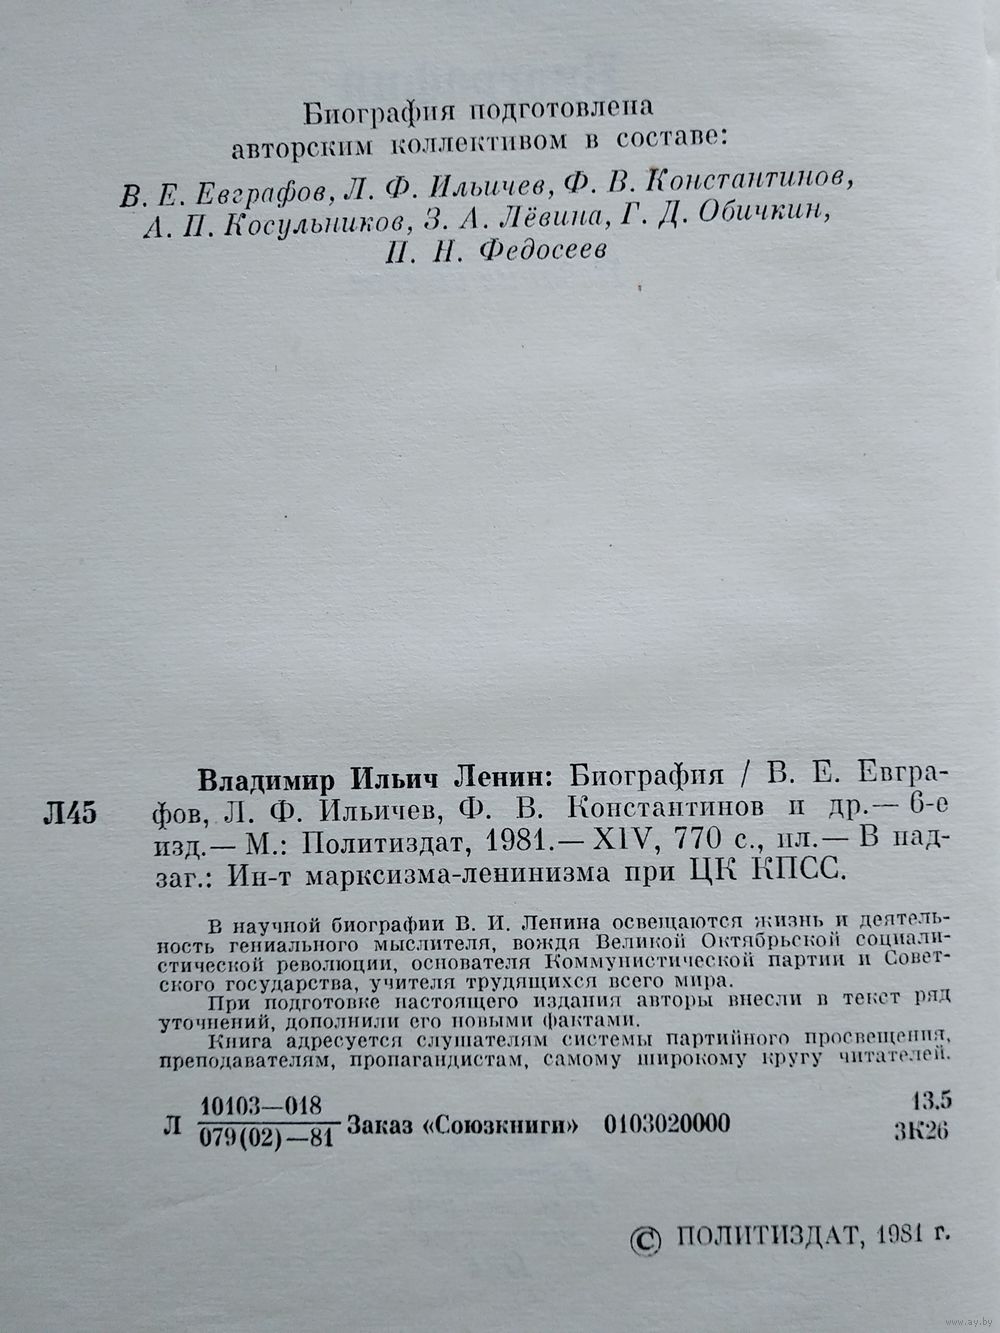 Биография подготовлена
авторским коллективом в составе:
В. Е. Евграфов, Л. Ф. Ильичев, Ф. В. Константинов,
А. П. Косульников, З. А. Лёвина, Г. Д. Обичкин,
П. Н. Федосеев
Владимир Ильич Ленин: Биография / В. Е. Евгра-
Л45 фов, Л. Ф. Ильичев, Ф. В. Константинов и др.— 6-е
изд.— М.: Политиздат, 1981.— XIV, 770 с., ил.— В над-
заг.: Ин-т марксизма-ленинизма при ЦК КПСС.
В научной биографии В. И. Ленина освещаются жизнь и деятель-
ность гениального мыслителя, вождя Великой Октябрьской социали-
стической революции, основателя Коммунистической партии и Совет-
ского государства, учителя трудящихся всего мира.
При подготовке настоящего издания авторы внесли в текст ряд
уточнений, дополнили его новыми фактами.
Книга адресуется слушателям системы партийного просвещения,
преподавателям, пропагандистам, самому широкому кругу читателей.
Л 10103—018
079(02)—81 Заказ «Союзкниги» 0103020000
13.5
3К26
© ПОЛИТИЗДАТ, 1981 г.
www.ay.by